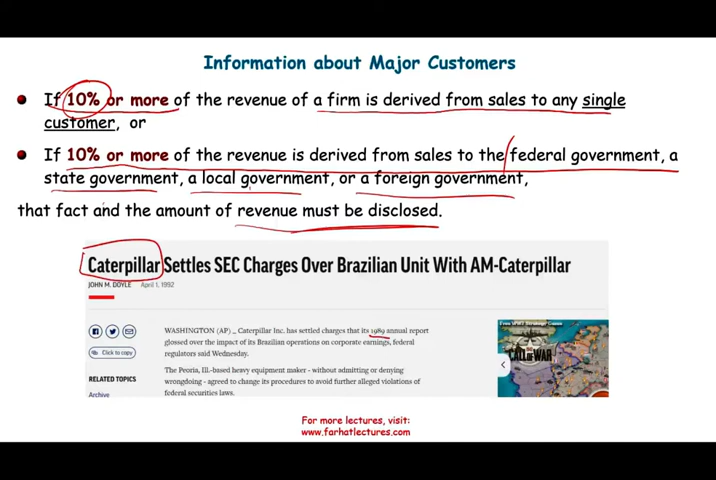 Information about Major Customers
If 10% or more of the revenue of a firm is derived from sales to any single
customer, or
If 10% or more of the revenue is derived from sales to the federal government, a
state government, a local government, or a foreign government,
that fact and the amount of revenue must be disclosed.
Caterpillar Settles SEC Charges Over Brazilian Unit With AM-Caterpillar
JOHN M. DOYLE April 1, 1992
WASHINGTON (AP) _ Caterpillar Inc. has settled charges that its 1989 annual report
glossed over the impact of its Brazilian operations on corporate earnings, federal
regulators said Wednesday.
The Peoria, Ill.-based heavy equipment maker - without admitting or denying
wrongdoing - agreed to change its procedures to avoid further alleged violations of
federal securities laws.
Click to copy
RELATED TOPICS
Archive
Free WW2 Strategy Game
CALL OF WAR
For more lectures, visit:
www.farhatlectures.com